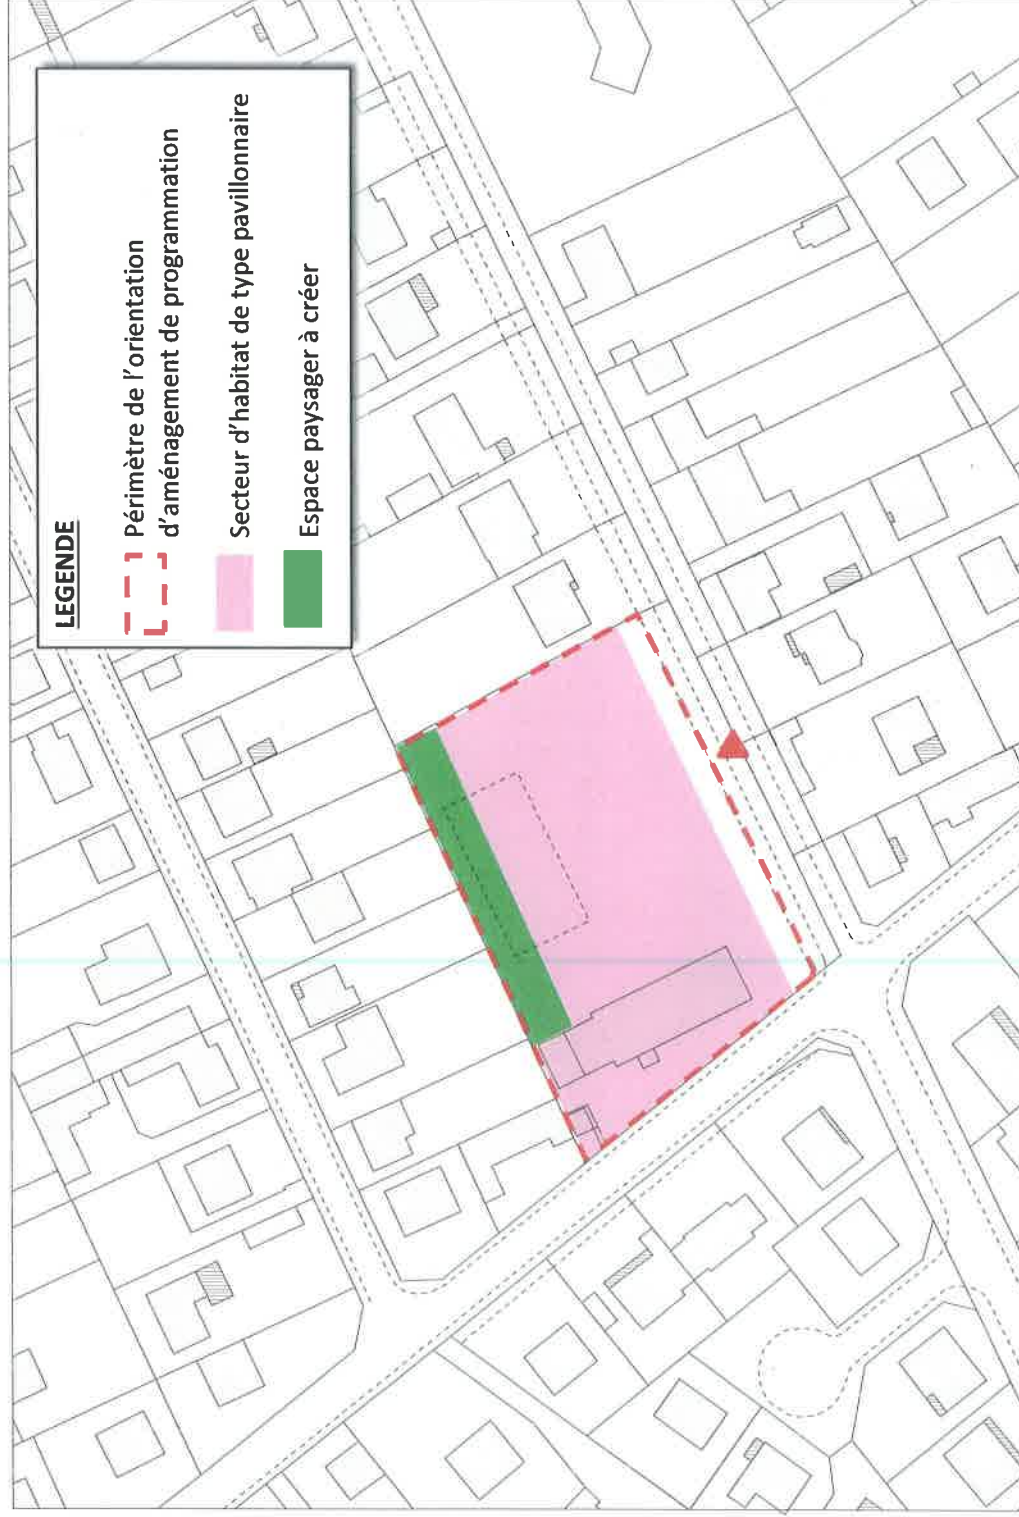 LEGENDE
Périmètre de l'orientation
d'aménagement de programmation
Secteur d'habitat de type pavillonnaire
Espace paysager à créer